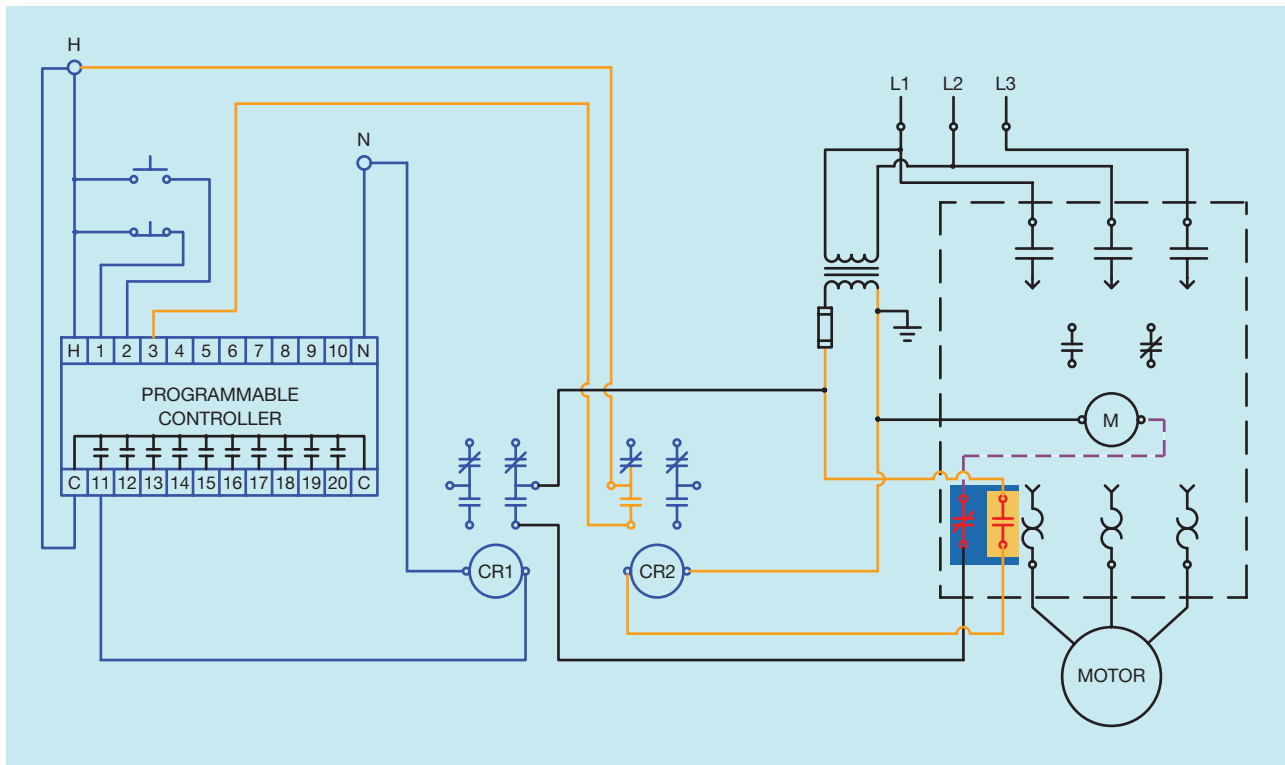 H
L1 L2 L3
N
H 1 2 3 4 5 6 7 8 9 10 N
PROGRAMMABLE
CONTROLLER
M
C 11 12 13 14 15 16 17 18 19 20 C
CR1 CR2
MOTOR